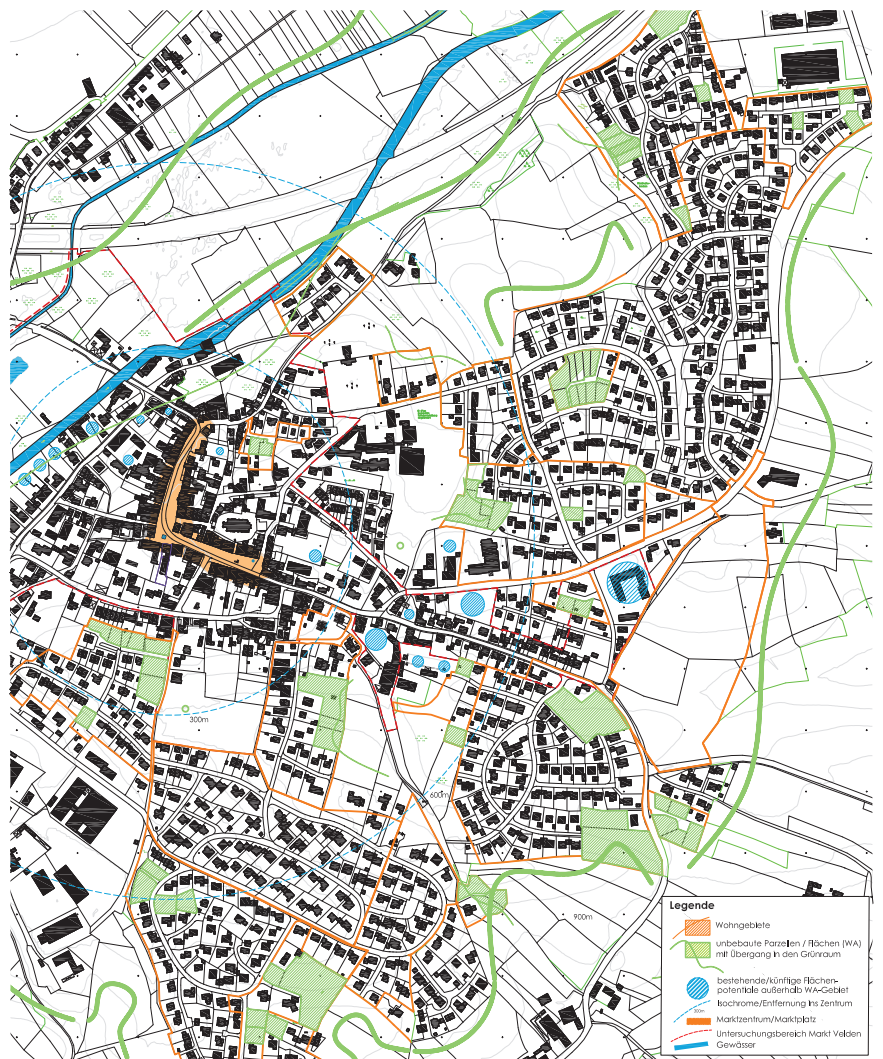 300m
600m
900m
Legende
Wohngebiete
unbebaute Parzellen / Flächen (WA)
mit Übergang in den Grünraum
bestehende/künftige Flächen-
potentiale außerhalb WA-Gebiet
Isochrome/Entfernung ins Zentrum
Marktzentrum/Marktplatz
Untersuchungsbereich Markt Velden
Gewässer